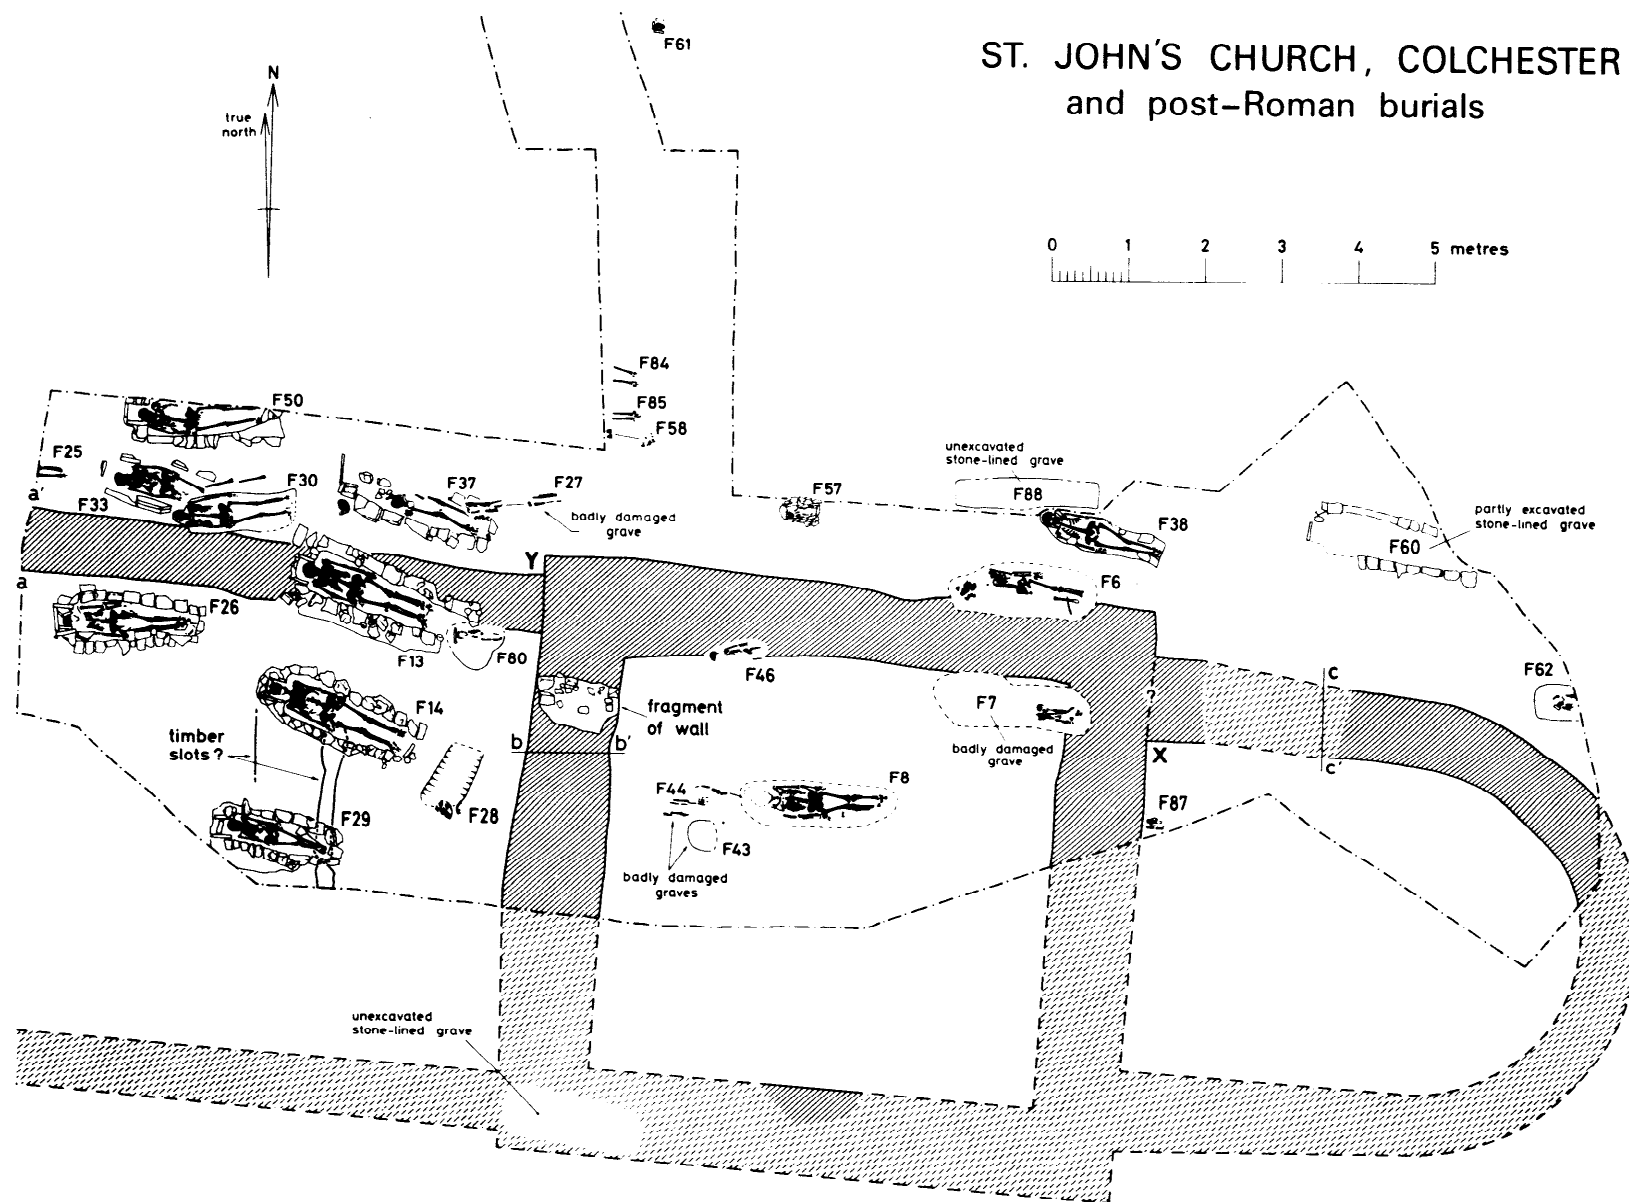 ST. JOHN'S CHURCH, COLCHESTER
and post-Roman burials
N
true
north
0 1 2 3 4 5 metres
F61
F84
F85
F58
F50
F25
a'
F33
F30
F37
F27
badly damaged
grave
F57
unexcavated
stone-lined grave
F88
F38
partly excavated
stone-lined grave
F60
Y
a
F26
F13
F80
F6
F46
F62
F14
fragment
of wall
F7
badly damaged
grave
?
c
X
c'
timber
slots ?
b b'
F28
F29
F44
F43
badly damaged
graves
F8
F87
unexcavated
stone-lined grave